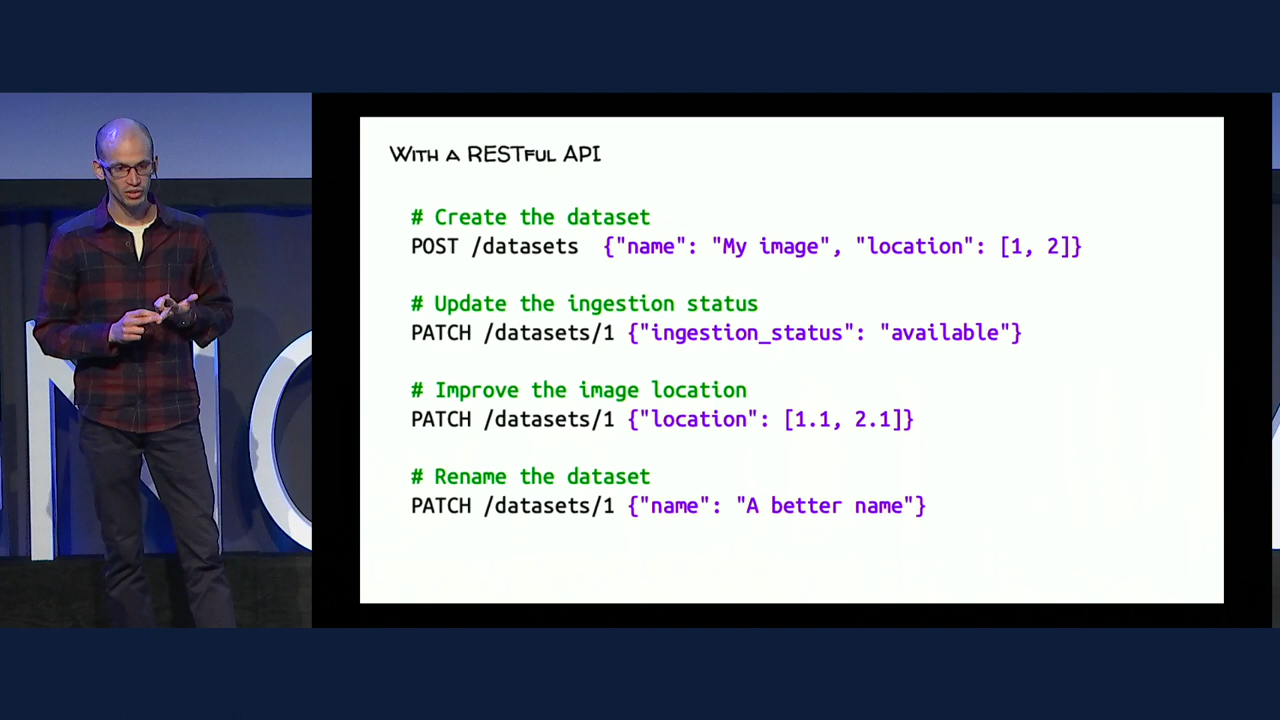 With a RESTful API
# Create the dataset
POST /datasets  {"name": "My image", "location": [1, 2]}
# Update the ingestion status
PATCH /datasets/1 {"ingestion_status": "available"}
# Improve the image location
PATCH /datasets/1 {"location": [1.1, 2.1]}
# Rename the dataset
PATCH /datasets/1 {"name": "A better name"}